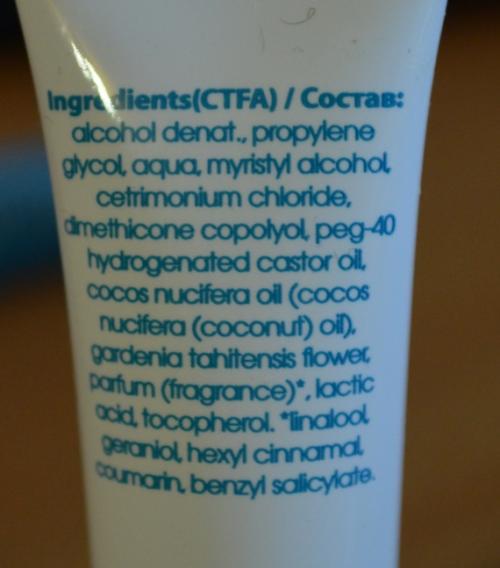 Ingredients(CTFA) / Состав:
alcohol denat., propylene
glycol, aqua, myristyl alcohol,
cetrimonium chloride,
dimethicone copolyol, peg-40
hydrogenated castor oil,
cocos nucifera oil (cocos
nucifera (coconut) oil),
gardenia tahitensis flower,
parfum (fragrance)*, lactic
acid, tocopherol. *linalool,
geraniol, hexyl cinnamal,
coumarin, benzyl salicylate.